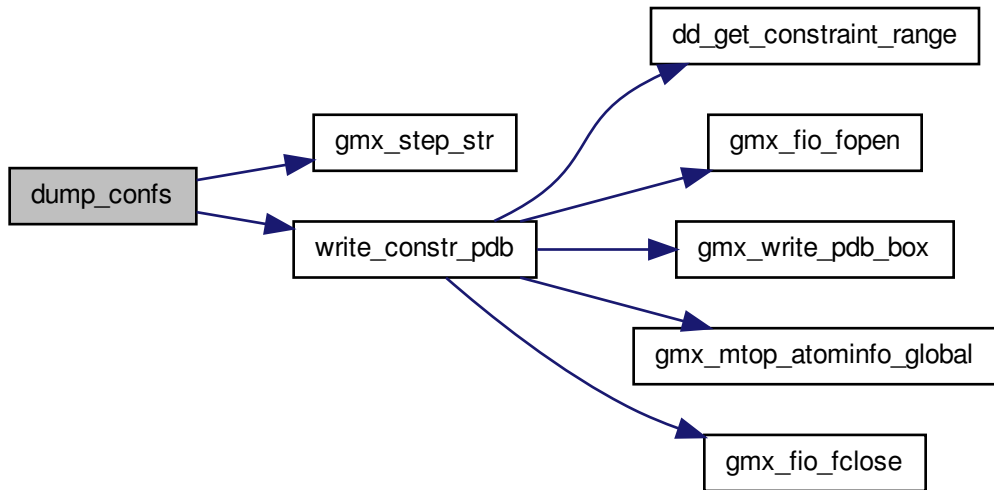 dd_get_constraint_range
gmx_step_str
gmx_fio_fopen
dump_confs
write_constr_pdb
gmx_write_pdb_box
gmx_mtop_atominfo_global
gmx_fio_fclose